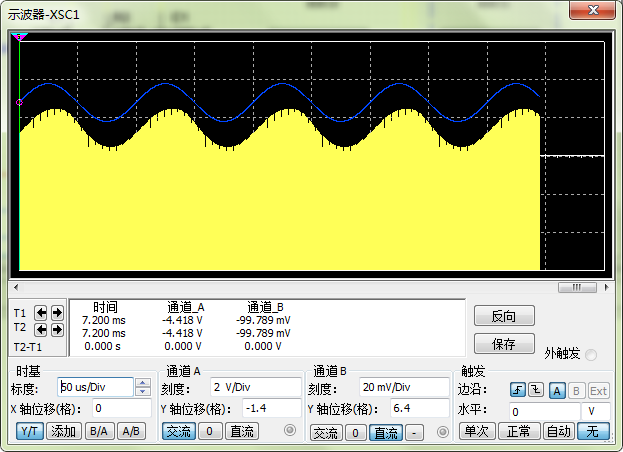 示波器-XSC1
时间 通道_A 通道_B
T1 7.200 ms -4.418 V -99.789 mV
T2 7.200 ms -4.418 V -99.789 mV
T2-T1 0.000 s 0.000 V 0.000 V
反向
保存
外触发
时基 通道 A 通道 B 触发
标度: 50 us/Div 刻度: 2 V/Div 刻度: 20 mV/Div 边沿: A B Ext
X 轴位移(格): 0 Y 轴位移(格): -1.4 Y 轴位移(格): 6.4 水平: 0 V
Y/T 添加 B/A A/B 交流 0 直流 交流 0 直流 - 单次 正常 自动 无